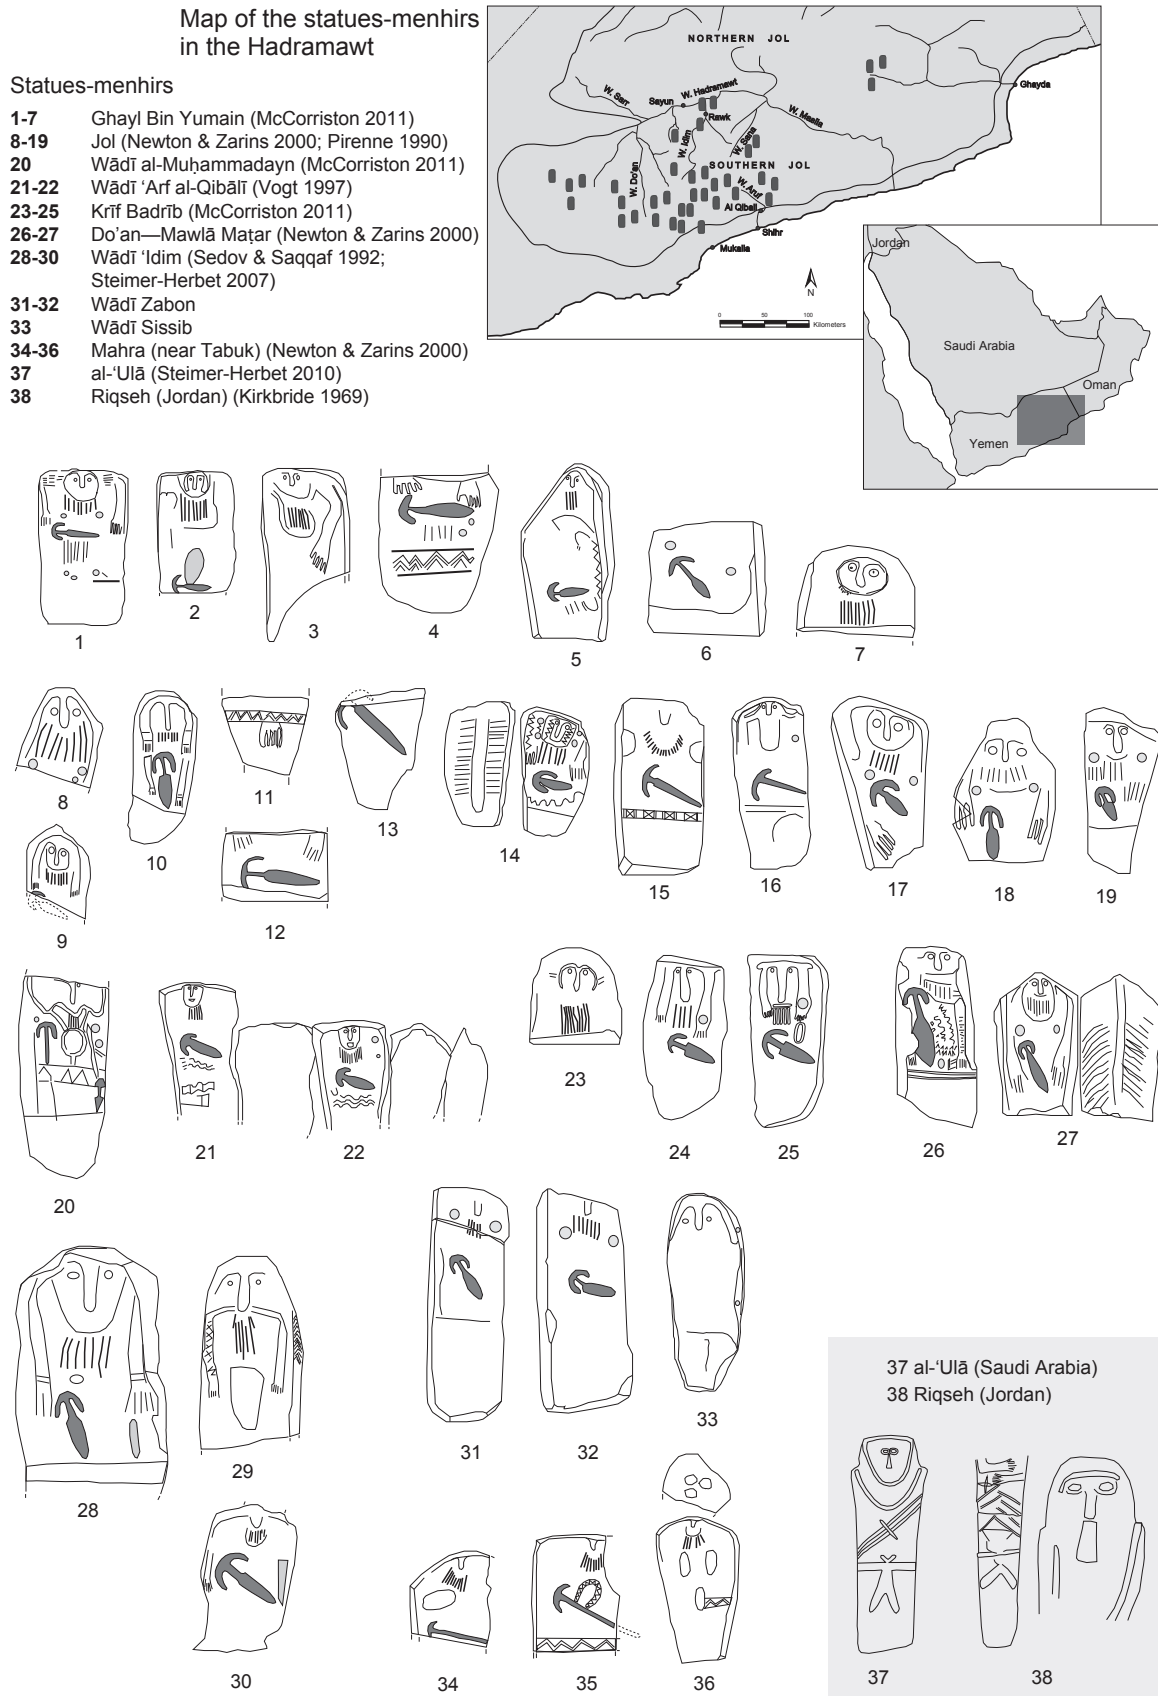 Map of the statues-menhirs
in the Hadramawt
Statues-menhirs
1-7 Ghayl Bin Yumain (McCorriston 2011)
8-19 Jol (Newton & Zarins 2000; Pirenne 1990)
20 Wādī al-Muḥammadayn (McCorriston 2011)
21-22 Wādī ‘Arf al-Qibālī (Vogt 1997)
23-25 Krīf Badrīb (McCorriston 2011)
26-27 Do’an—Mawlā Maṭar (Newton & Zarins 2000)
28-30 Wādī ‘Idim (Sedov & Saqqaf 1992;
Steimer-Herbet 2007)
31-32 Wādī Zabon
33 Wādī Sissib
34-36 Mahra (near Tabuk) (Newton & Zarins 2000)
37 al-‘Ulā (Steimer-Herbet 2010)
38 Riqseh (Jordan) (Kirkbride 1969)
NORTHERN JOL
Ghayda
W. Sarr
Sayun
W. Hadramawt
Rawk
W. Masila
W. Idim
W. Sana
W. Do'an
SOUTHERN JOL
W. Aruf
Al Qibali
Shihr
Mukalla
N
0 50 100
Kilometers
Jordan
Saudi Arabia
Oman
Yemen
1
2
3
4
5
6
7
8
9
10
11
12
13
14
15
16
17
18
19
20
21
22
23
24
25
26
27
28
29
30
31
32
33
34
35
36
37 al-‘Ulā (Saudi Arabia)
38 Riqseh (Jordan)
37
38